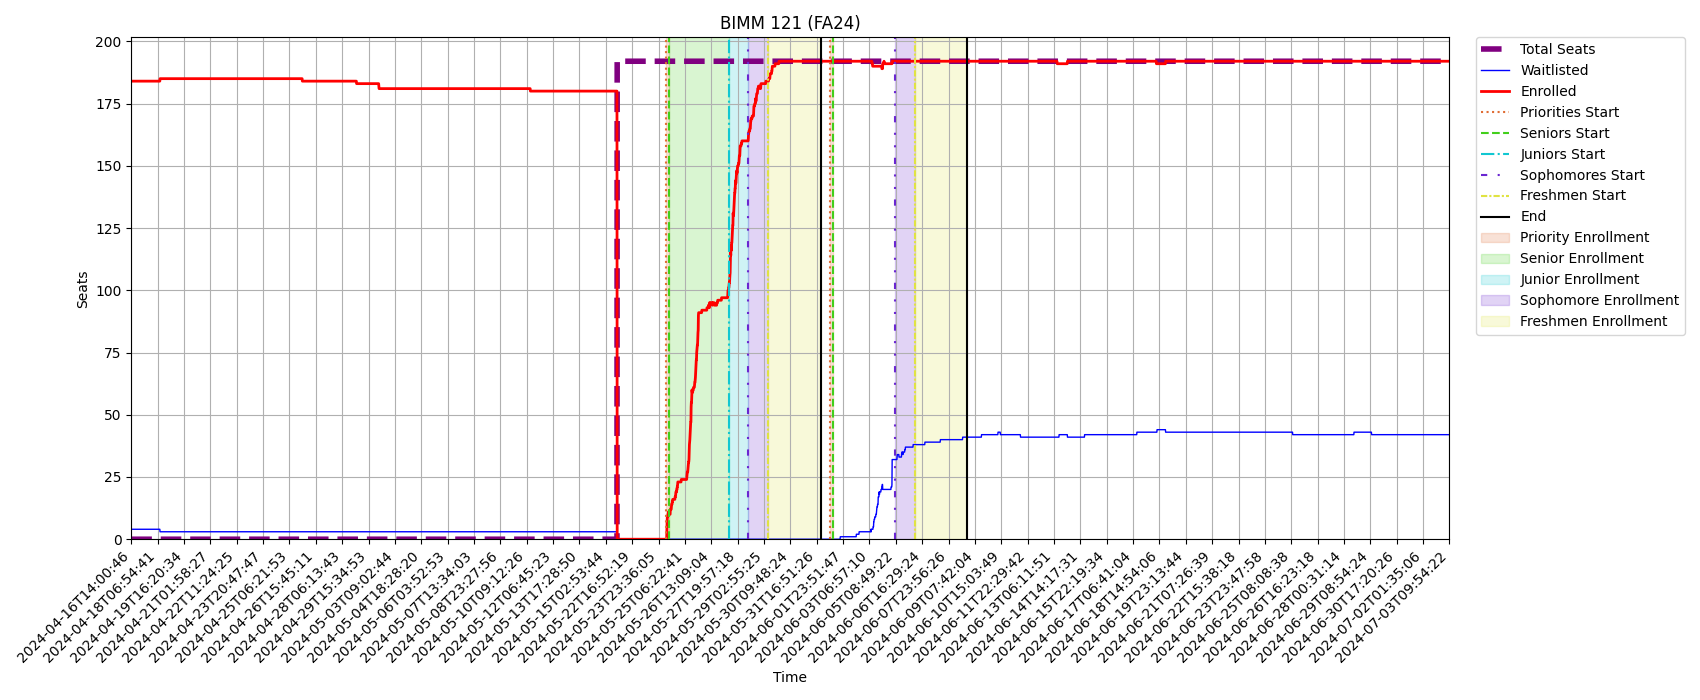 BIMM 121 (FA24)
200
175
150
125
100
75
50
25
0
Seats
2024-04-16T14:00:46
2024-04-18T06:54:41
2024-04-19T16:20:34
2024-04-21T01:58:27
2024-04-22T11:24:25
2024-04-23T20:47:47
2024-04-25T06:21:53
2024-04-26T15:45:11
2024-04-28T06:13:43
2024-04-29T15:34:53
2024-05-03T09:02:44
2024-05-04T18:28:20
2024-05-06T03:52:53
2024-05-07T13:34:03
2024-05-08T23:27:56
2024-05-10T09:12:26
2024-05-12T06:45:23
2024-05-13T17:28:50
2024-05-15T02:53:44
2024-05-22T16:52:19
2024-05-23T23:36:05
2024-05-25T06:22:41
2024-05-26T13:09:04
2024-05-27T19:57:18
2024-05-29T02:55:25
2024-05-30T09:48:24
2024-05-31T16:51:26
2024-06-01T23:51:47
2024-06-03T06:57:10
2024-06-05T08:49:22
2024-06-06T16:29:24
2024-06-07T23:56:26
2024-06-09T07:42:04
2024-06-10T15:03:49
2024-06-11T22:29:42
2024-06-13T06:11:51
2024-06-14T14:17:31
2024-06-15T22:19:34
2024-06-17T06:41:04
2024-06-18T14:54:06
2024-06-19T23:13:44
2024-06-21T07:26:39
2024-06-22T15:38:18
2024-06-23T23:47:58
2024-06-25T08:08:38
2024-06-26T16:23:18
2024-06-28T00:31:14
2024-06-29T08:54:24
2024-06-30T17:20:26
2024-07-02T01:35:06
2024-07-03T09:54:22
Time
Total Seats
Waitlisted
Enrolled
Priorities Start
Seniors Start
Juniors Start
Sophomores Start
Freshmen Start
End
Priority Enrollment
Senior Enrollment
Junior Enrollment
Sophomore Enrollment
Freshmen Enrollment